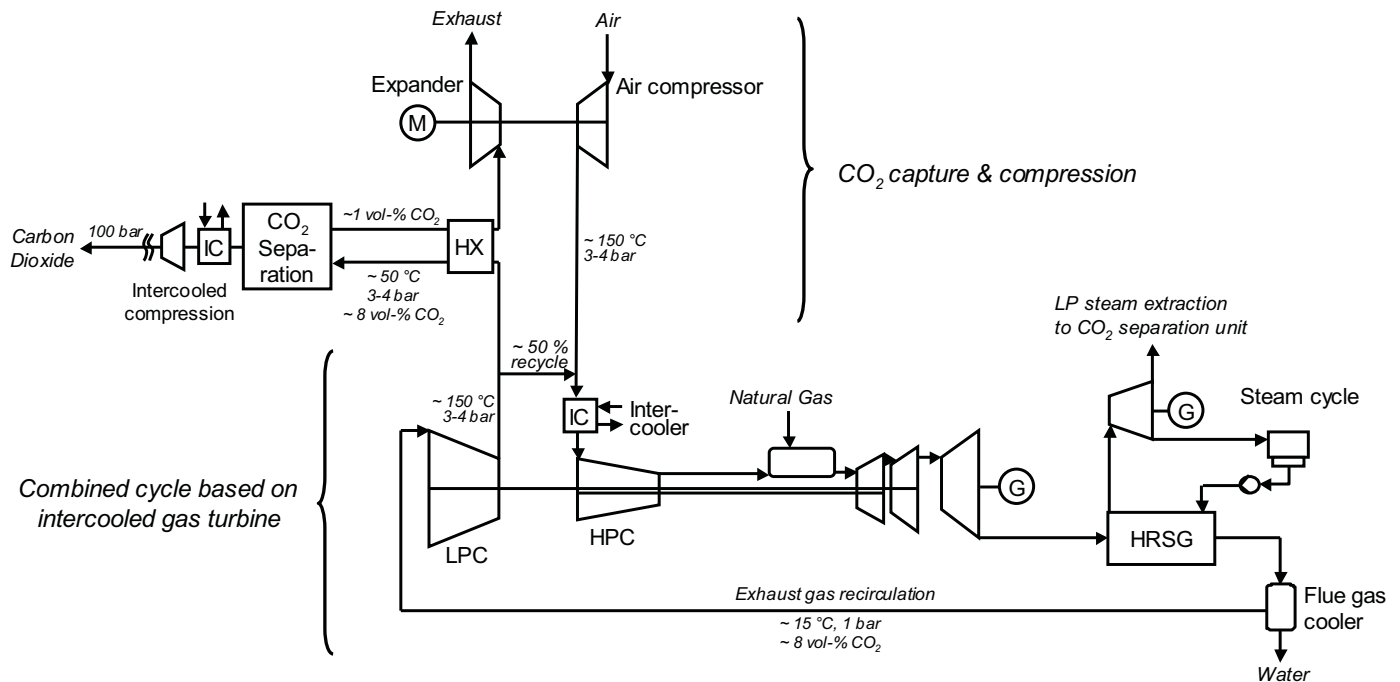 Exhaust
Air
Expander
Air compressor
M
CO2 capture & compression
~1 vol-% CO2
CO2
Sepa-
ration
HX
IC
100 bar
Carbon
Dioxide
Intercooled
compression
~ 50 °C
3-4 bar
~ 8 vol-% CO2
~ 150 °C
3-4 bar
LP steam extraction
to CO2 separation unit
~ 50 %
recycle
~ 150 °C
3-4 bar
IC
Inter-
cooler
Natural Gas
G
Steam cycle
Combined cycle based on
intercooled gas turbine
G
LPC
HPC
HRSG
Exhaust gas recirculation
~ 15 °C, 1 bar
~ 8 vol-% CO2
Flue gas
cooler
Water